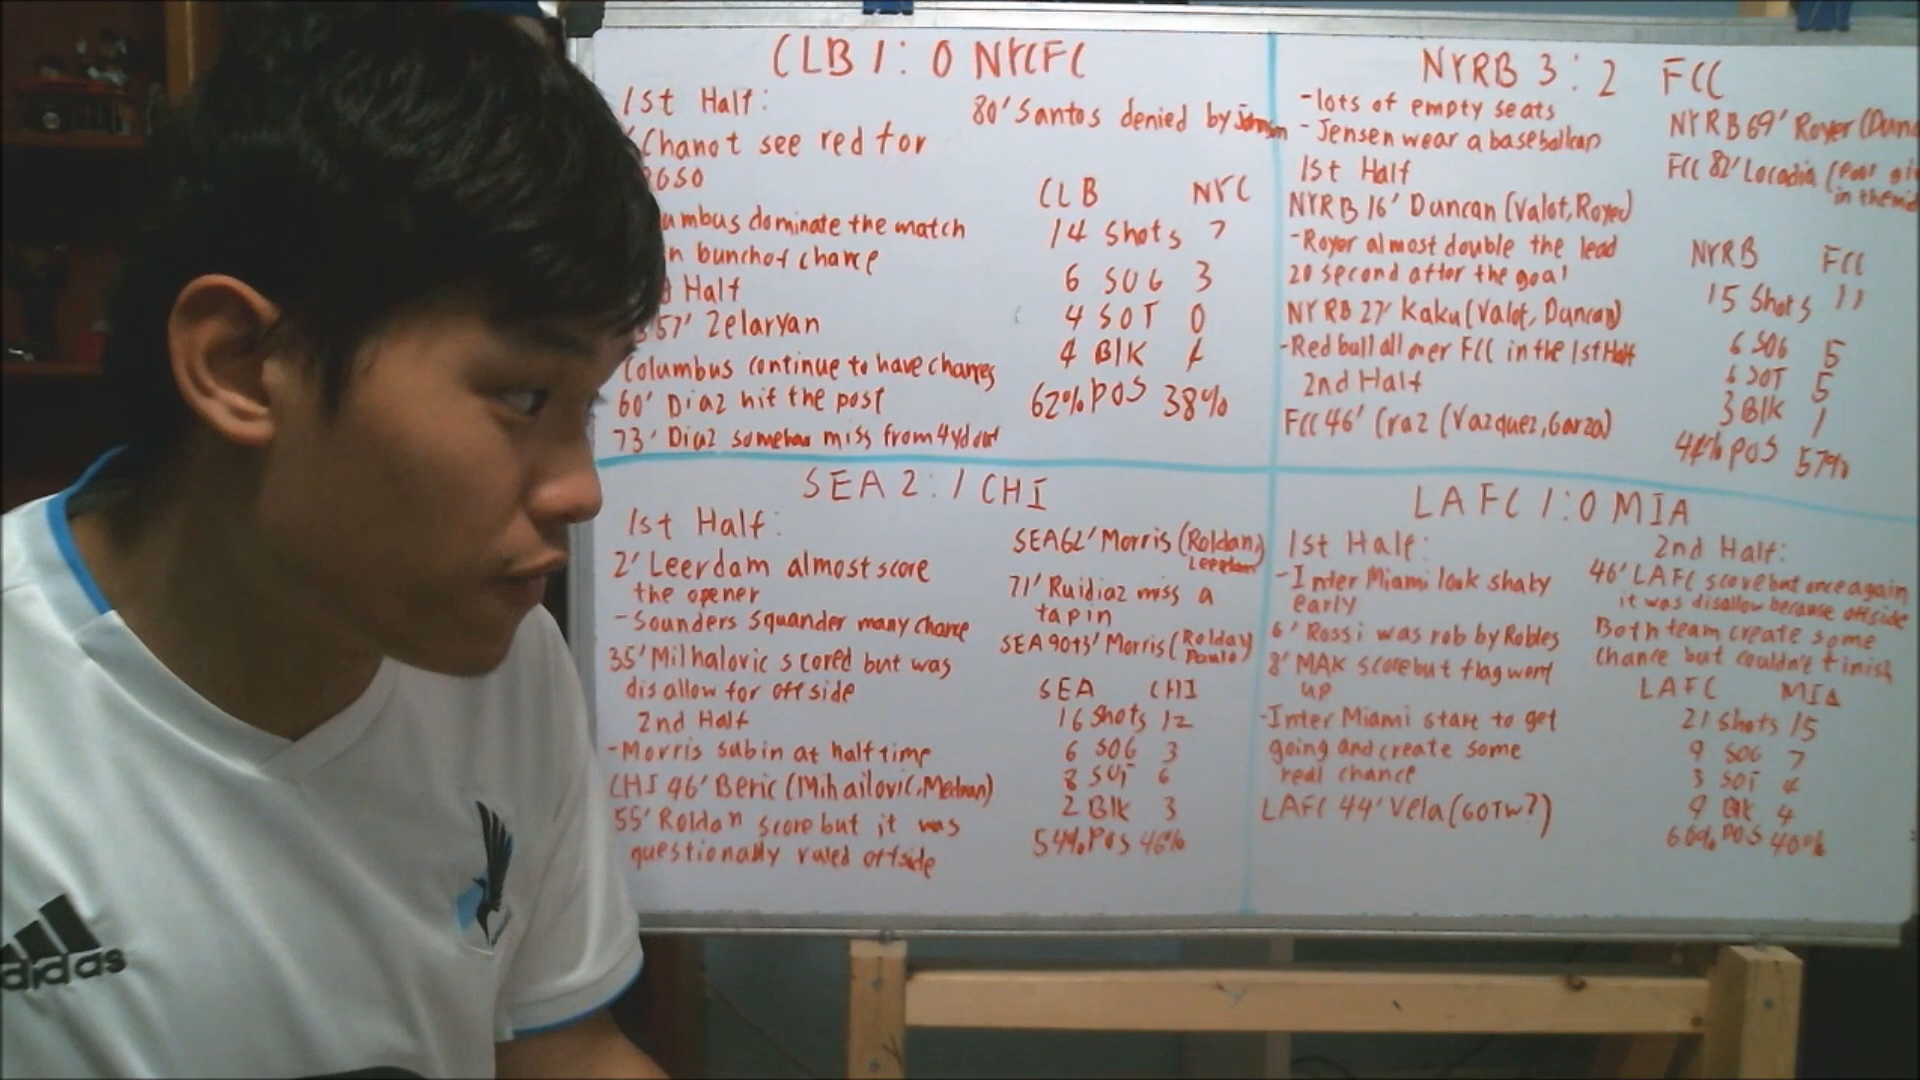 CLB 1:0 NYCFC
1st Half:
Chanot see red for
OGSO
umbus dominate the match
n bunchof chance
Half
57' Zelaryan
Columbus continue to have chances
60' Diaz hit the post
73' Diaz somehow miss from 4yd out
80' Santos denied by
CLB NYC
14 Shots 7
6 SOG 3
4 SOT 0
4 Blk
62% POS 38%
NYRB 3:2 FCC
-lots of empty seats
-Jensen wear a baseballcap
1st Half
NYRB 16' Duncan (Valot, Royer)
-Royer almost double the lead
20 second after the goal
NYRB 27' Kaku (Valot, Duncan)
-Redbull all over FCC in the 1st Half
2nd Half
FCC 46' Cruz (Vazquez, Garza)
NYRB 69' Royer (Dun
FCC 82' Locadia (
in the mid
NYRB FCC
15 Shots 11
6 SOG 5
6 SOT 5
3 Blk 1
POS 57%
SEA 2:1 CHI
1st Half:
2' Leerdam almost score
the opener
-Sounders squander many chance
35' Milhalovic scored but was
disallow for offside
2nd Half
-Morris sub in at half time
CHI 46' Beric (Mihailovic, Medran)
55' Roldan score but it was
questionably ruled offside
SEA 62' Morris (Roldan,
Leerdam)
71' Ruidiaz miss a
tap in
SEA 90+3' Morris (Roldan,
Paulo)
SEA CHI
16 Shots 12
6 SOG 3
8 SOT 6
2 Blk 3
54% POS 46%
LAFC 1:0 MIA
1st Half:
-Inter Miami look shaky
early
6' Rossi was rob by Robles
8' MAK score but flag went
up
-Inter Miami start to get
going and create some
real chance
LAFC 44' Vela (GOTW?)
2nd Half:
46' LAFC score but once again
it was disallow because offside
Both team create some
chance but couldn't finish
LAFC MIA
21 Shots 15
9 SOG 7
3 SOT 4
9 Blk 4
60% POS 40%
adidas